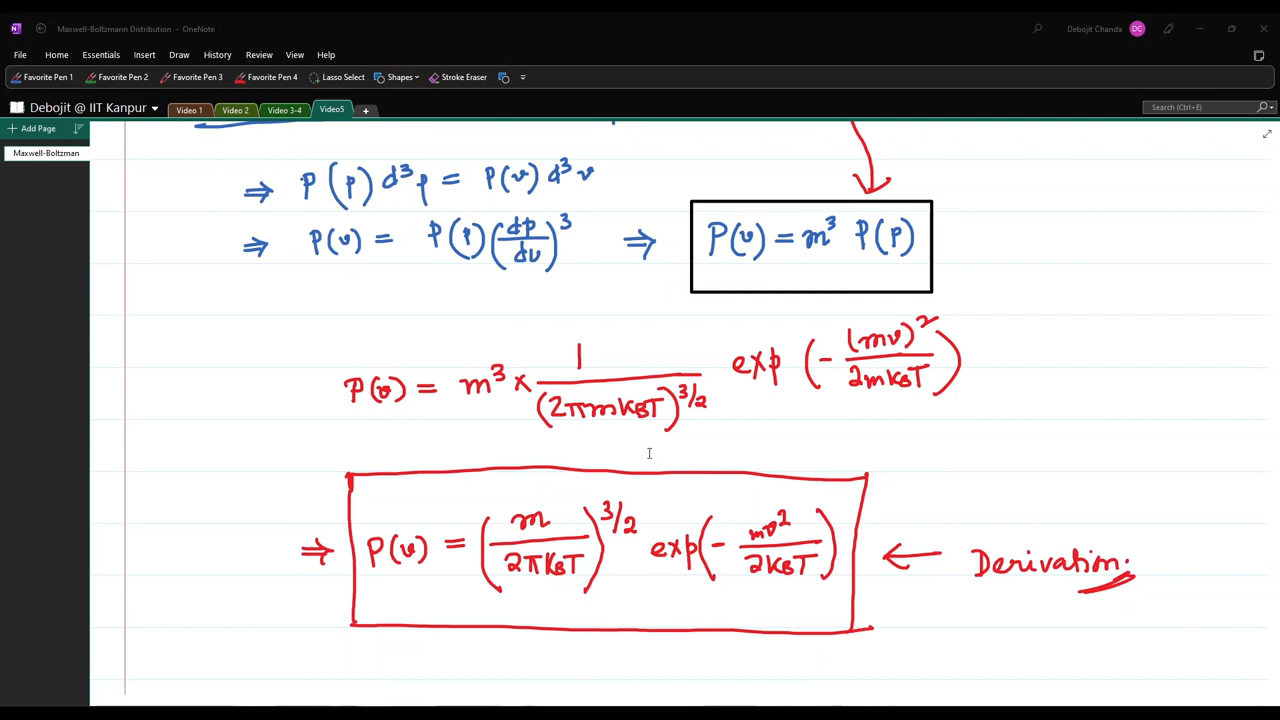 Maxwell-Boltzmann Distribution - OneNote
Debojit Chanda DC
File Home Essentials Insert Draw History Review View Help
Favorite Pen 1 Favorite Pen 2 Favorite Pen 3 Favorite Pen 4 Lasso Select Shapes Stroke Eraser
Debojit @ IIT Kanpur Video 1 Video 2 Video 3-4 Video5 + Search (Ctrl+E)
+ Add Page
Maxwell-Boltzman
⇒ P(p) d³p = P(v) d³v
⇒ P(v) = P(p) (dp/dv)³ ⇒ P(v) = m³ P(p)
P(v) = m³ × 1/(2πmK_BT)^3/2 exp (- (mv)²/2mK_BT)
⇒ P(v) = (m/2πK_BT)^3/2 exp(- mv²/2K_BT) ← Derivation.